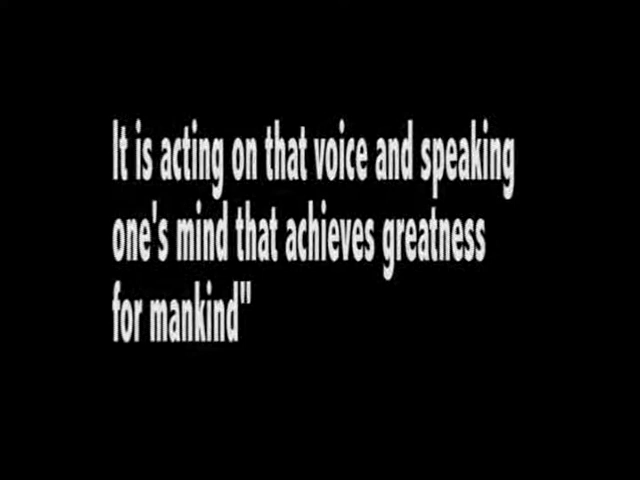 It is acting on that voice and speaking
one's mind that achieves greatness
for mankind"